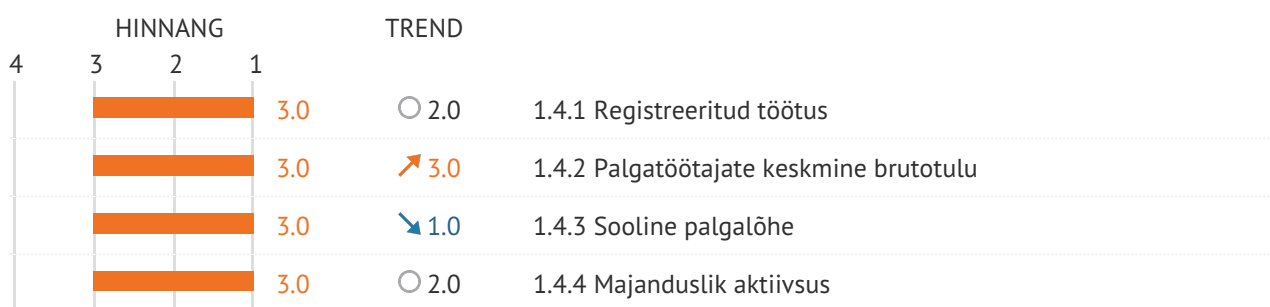 HINNANG TREND
4 3 2 1
3.0 2.0 1.4.1 Registreeritud töötus
3.0 3.0 1.4.2 Palgatöötajate keskmine brutotulu
3.0 1.0 1.4.3 Sooline palgalõhe
3.0 2.0 1.4.4 Majanduslik aktiivsus